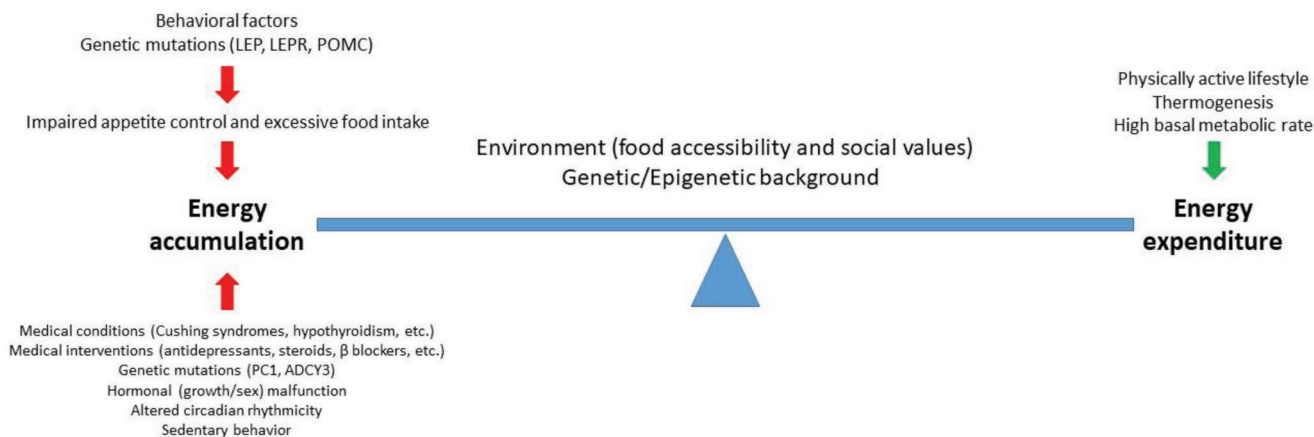 Behavioral factors
Genetic mutations (LEP, LEPR, POMC)
Impaired appetite control and excessive food intake
Energy
accumulation
Medical conditions (Cushing syndromes, hypothyroidism, etc.)
Medical interventions (antidepressants, steroids, β blockers, etc.)
Genetic mutations (PC1, ADCY3)
Hormonal (growth/sex) malfunction
Altered circadian rhythmicity
Sedentary behavior
Environment (food accessibility and social values)
Genetic/Epigenetic background
Physically active lifestyle
Thermogenesis
High basal metabolic rate
Energy
expenditure